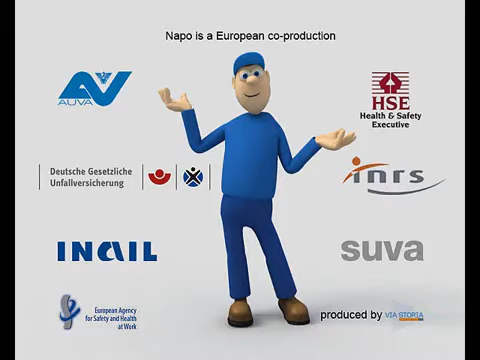 Napo is a European co-production
AUVA
HSE
Health & Safety
Executive
Deutsche Gesetzliche
Unfallversicherung
inrs
INAIL
suva
European Agency
for Safety and Health
at Work
produced by VIA STORIA